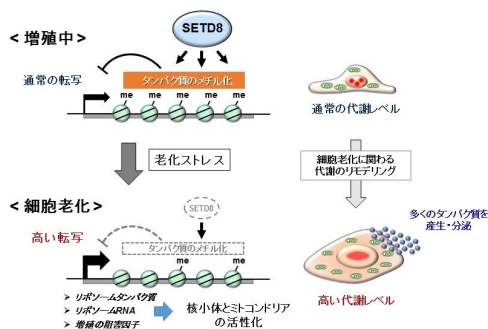 ＜増殖中＞
SETD8
通常の転写
タンパク質のメチル化
me me me me me
通常の代謝レベル
老化ストレス
細胞老化に関わる
代謝のリモデリング
＜細胞老化＞
SETD8
高い転写
タンパク質のメチル化
me me
多くのタンパク質を
産生・分泌
高い代謝レベル
➤ リボソームタンパク質
➤ リボソームRNA
➤ 増殖の阻害因子
核小体とミトコンドリア
の活性化